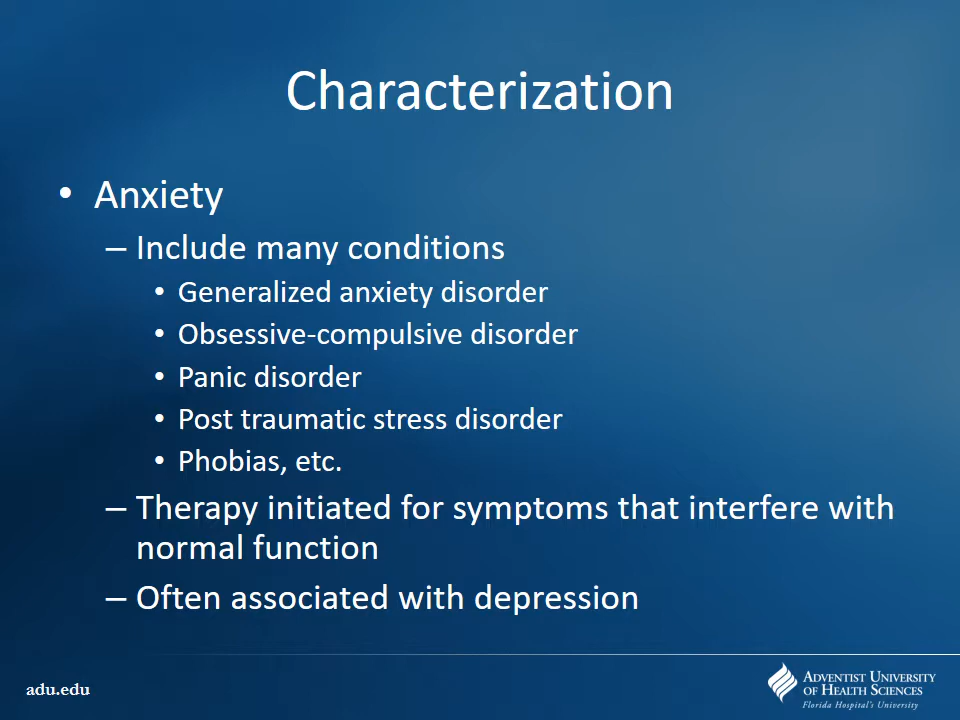 Characterization
• Anxiety
– Include many conditions
• Generalized anxiety disorder
• Obsessive-compulsive disorder
• Panic disorder
• Post traumatic stress disorder
• Phobias, etc.
– Therapy initiated for symptoms that interfere with
normal function
– Often associated with depression
adu.edu
ADVENTIST UNIVERSITY
OF HEALTH SCIENCES
Florida Hospital's University